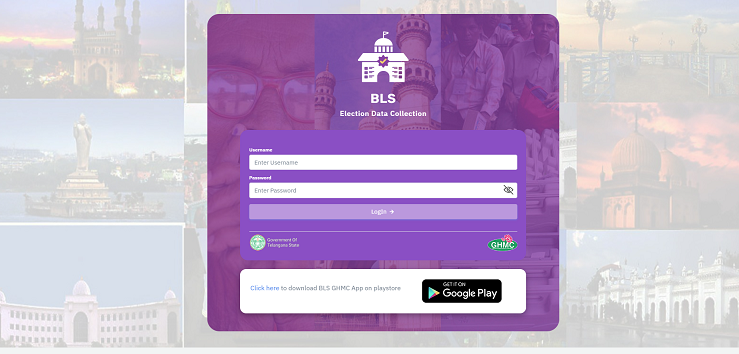 BLS
Election Data Collection
Username
Enter Username
Password
Enter Password
Login
Government Of
Telangana State
GHMC
Click here to download BLS GHMC App on playstore
GET IT ON
Google Play